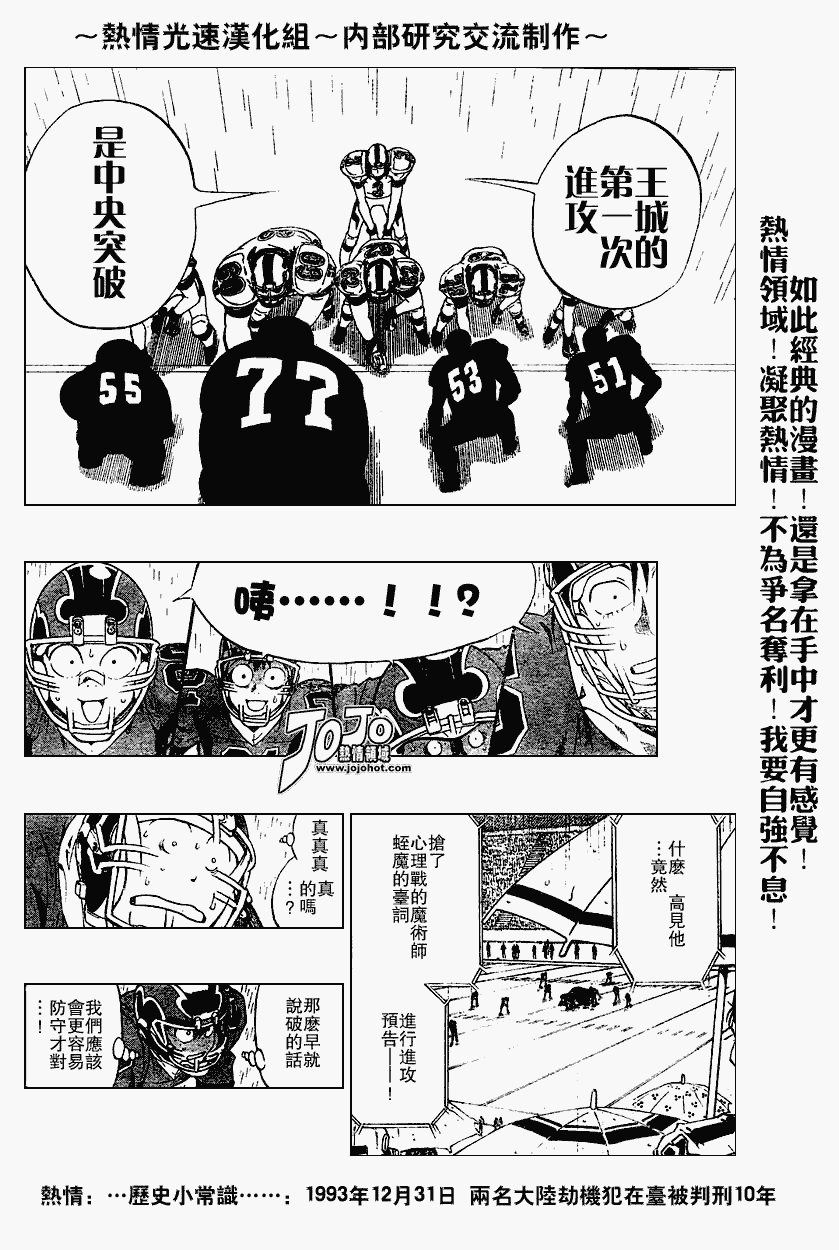 ～熱情光速漢化組～内部研究交流制作～
王城的
第一次
進攻
是中央突破
3
55
77
53
51
如此經典的漫畫！還是拿在手中才更有感覺！
熱情領域！凝聚熱情！不為爭名奪利！我要自強不息！
咦……！！？
JOJO
熱情領域
www.jojohot.com
什麽
…竟然
高見他
搶了
心理戰的魔術師
蛭魔的臺詞
進行進攻
預告——！
真真真
真的嗎
…？
那麽早就
說破的話
我們應該
會更容易
防守才對
…！
熱情：…歷史小常識……：1993年12月31日 兩名大陸劫機犯在臺被判刑10年